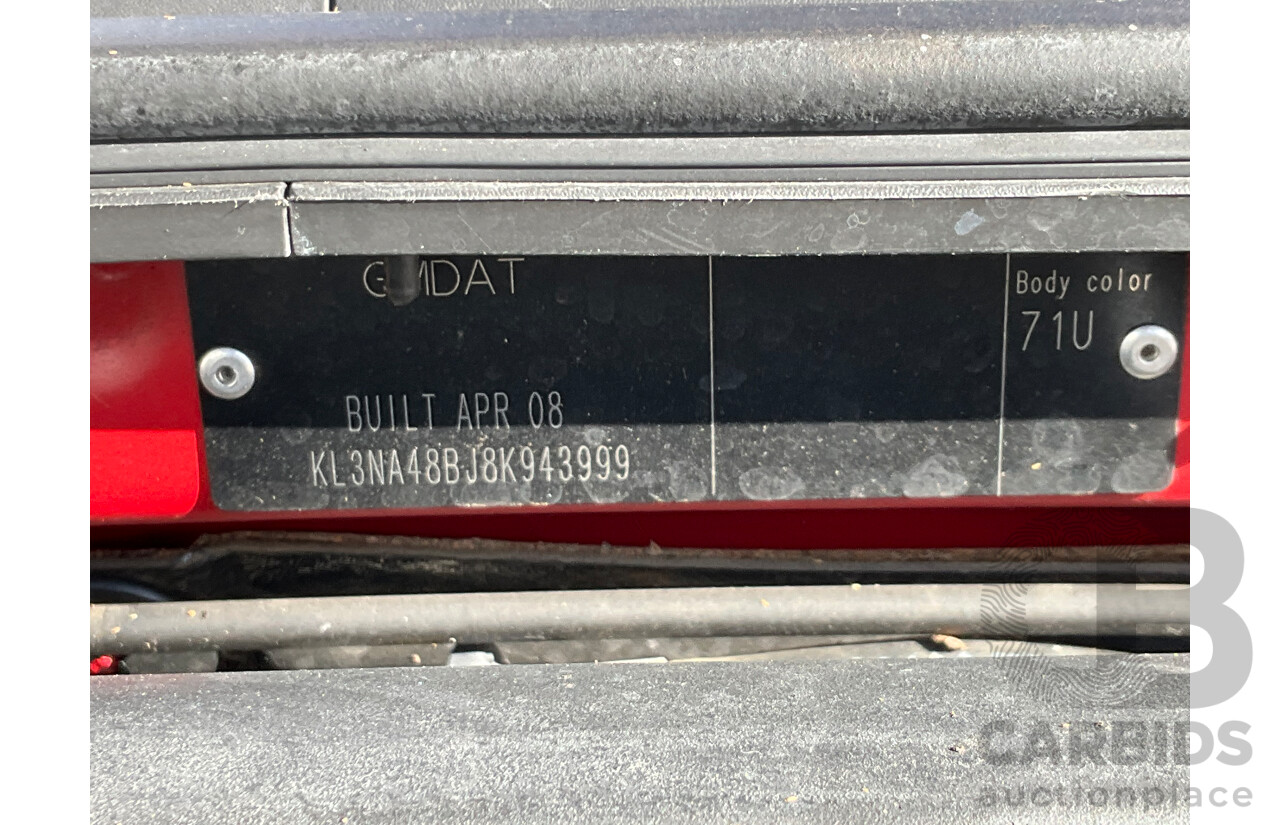 GMDAT
Body color
71U
BUILT APR 08
KL3NA48BJ8K943999
CARBIDS
auctionplace